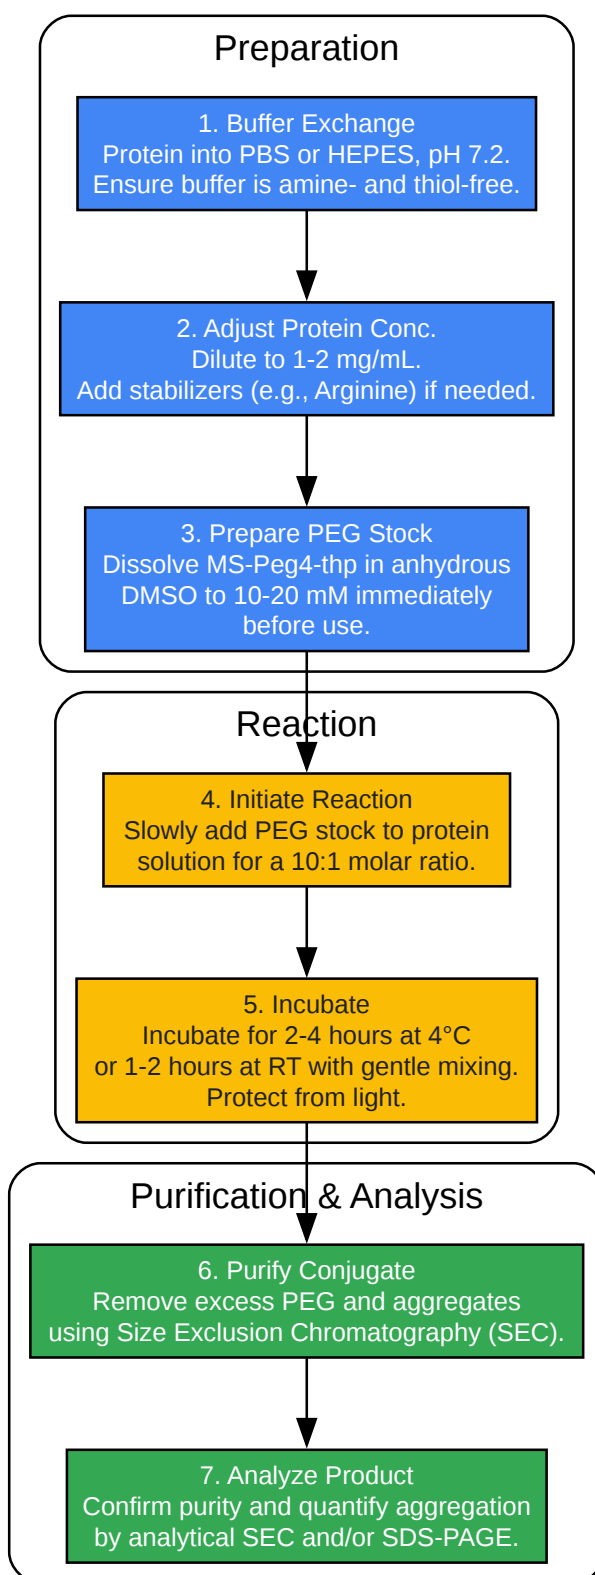 Preparation
1. Buffer Exchange
Protein into PBS or HEPES, pH 7.2.
Ensure buffer is amine- and thiol-free.
2. Adjust Protein Conc.
Dilute to 1-2 mg/mL.
Add stabilizers (e.g., Arginine) if needed.
3. Prepare PEG Stock
Dissolve MS-Peg4-thp in anhydrous
DMSO to 10-20 mM immediately
before use.
Reaction
4. Initiate Reaction
Slowly add PEG stock to protein
solution for a 10:1 molar ratio.
5. Incubate
Incubate for 2-4 hours at 4°C
or 1-2 hours at RT with gentle mixing.
Protect from light.
Purification & Analysis
6. Purify Conjugate
Remove excess PEG and aggregates
using Size Exclusion Chromatography (SEC).
7. Analyze Product
Confirm purity and quantify aggregation
by analytical SEC and/or SDS-PAGE.